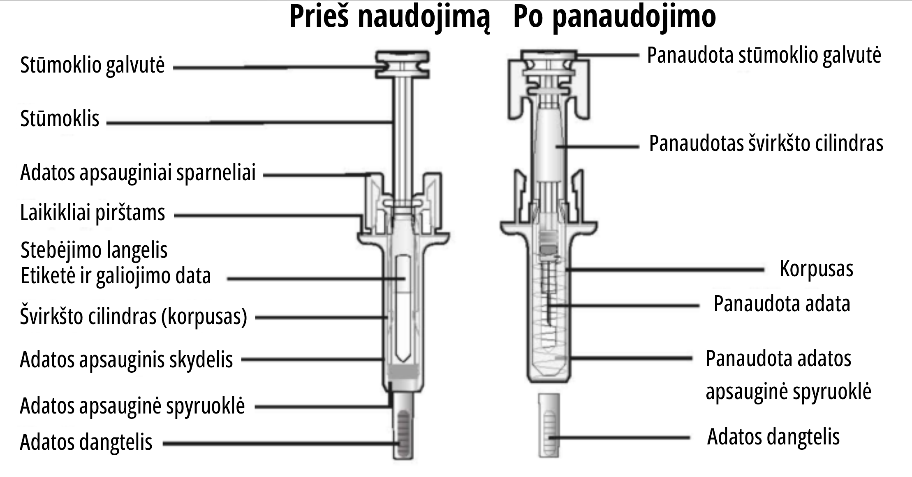 Prieš naudojimą
Stūmoklio galvutė
Stūmoklis
Adatos apsauginiai sparneliai
Laikikliai pirštams
Stebėjimo langelis
Etiketė ir galiojimo data
Švirkšto cilindras (korpusas)
Adatos apsauginis skydelis
Adatos apsauginė spyruoklė
Adatos dangtelis
Po panaudojimo
Panaudota stūmoklio galvutė
Panaudotas švirkšto cilindras
Korpusas
Panaudota adata
Panaudota adatos
apsauginė spyruoklė
Adatos dangtelis